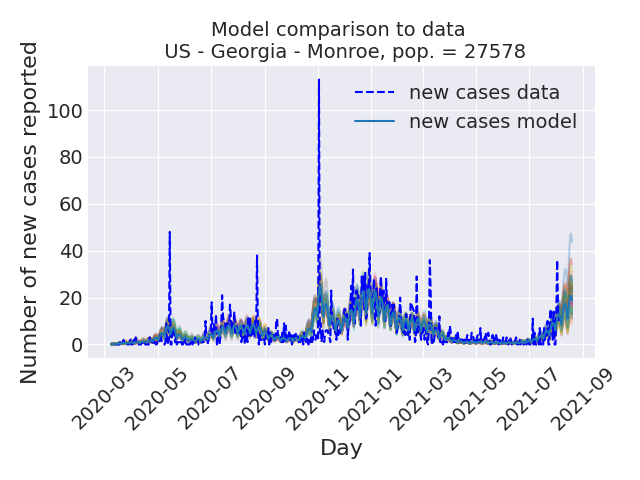 Model comparison to data
US - Georgia - Monroe, pop. = 27578
Number of new cases reported
100
80
60
40
20
0
new cases data
new cases model
2020-03
2020-05
2020-07
2020-09
2020-11
2021-01
2021-03
2021-05
2021-07
2021-09
Day